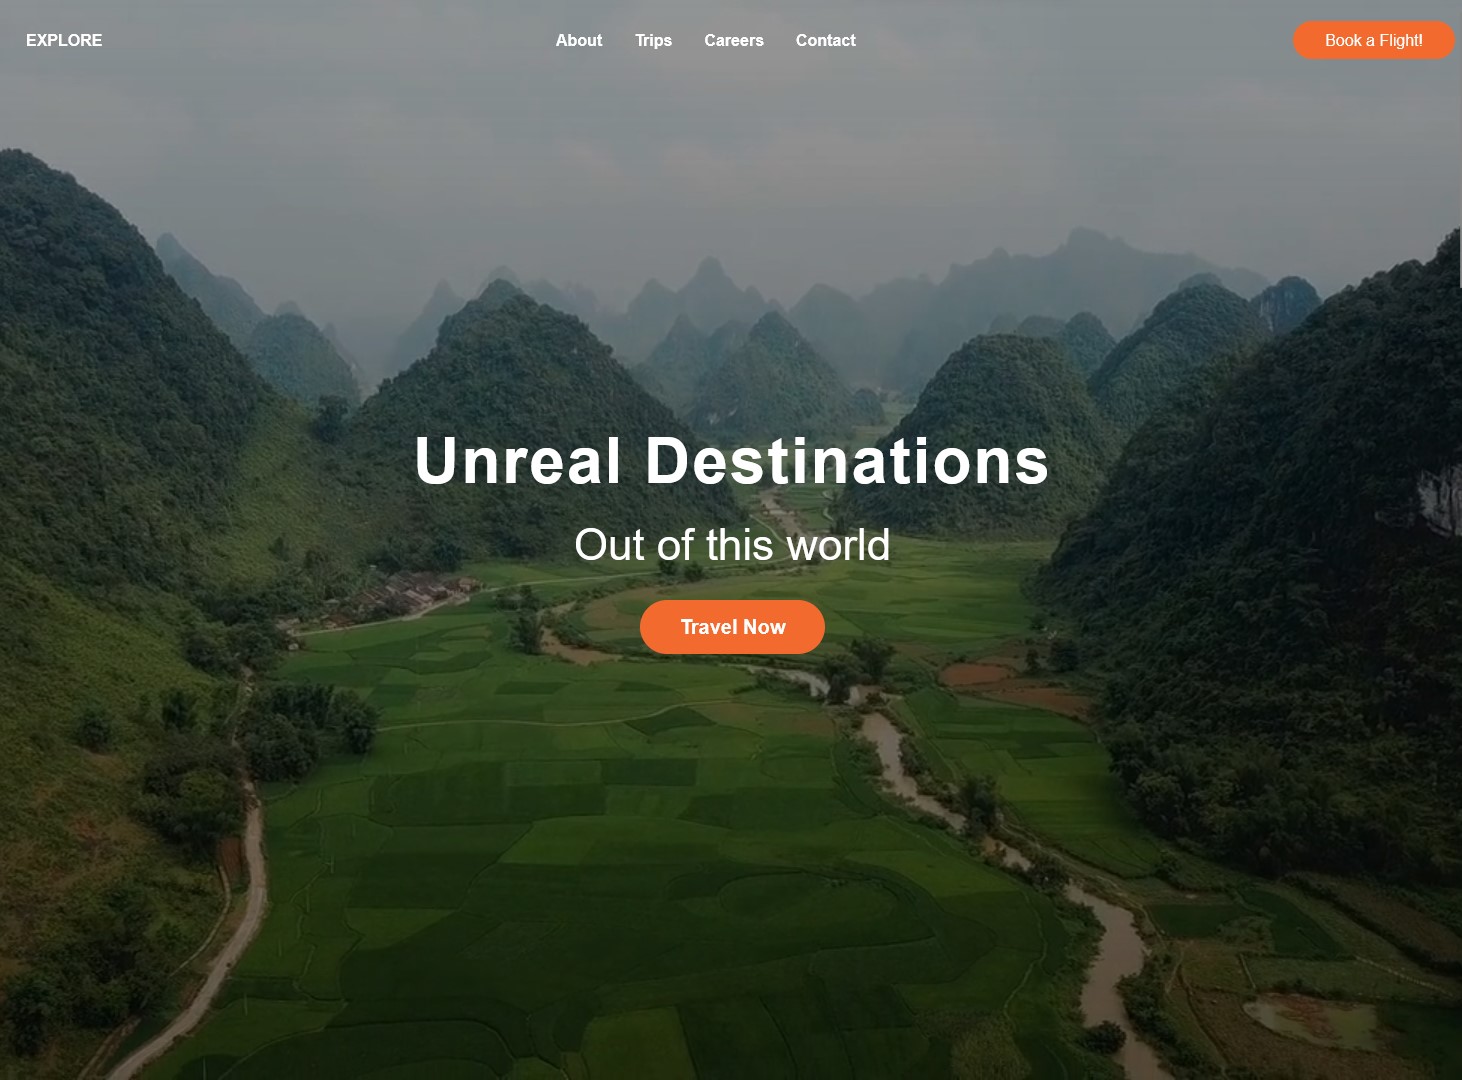 EXPLORE
About Trips Careers Contact
Book a Flight!
Unreal Destinations
Out of this world
Travel Now